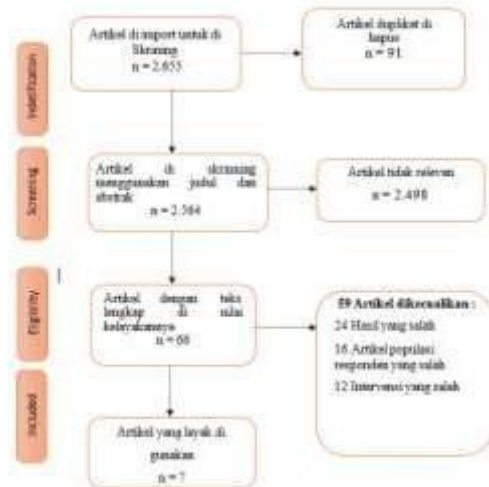 Identification
Artikel di import untuk di
Skrining
n = 2.655
Artikel duplikat di
hapus
n = 91
Screening
Artikel di skrinning
menggunakan judul dan
abstrak
n = 2.564
Artikel tidak relevan
n = 2.498
Eligibility
Artikel dengan teks
lengkap di nilai
kelayakannya
n = 66
59 Artikel dikecualikan :
24 Hasil yang salah
16 Artikel populasi
responden yang salah
12 Intervensi yang salah
Included
Artikel yang layak di
gunakan
n = 7